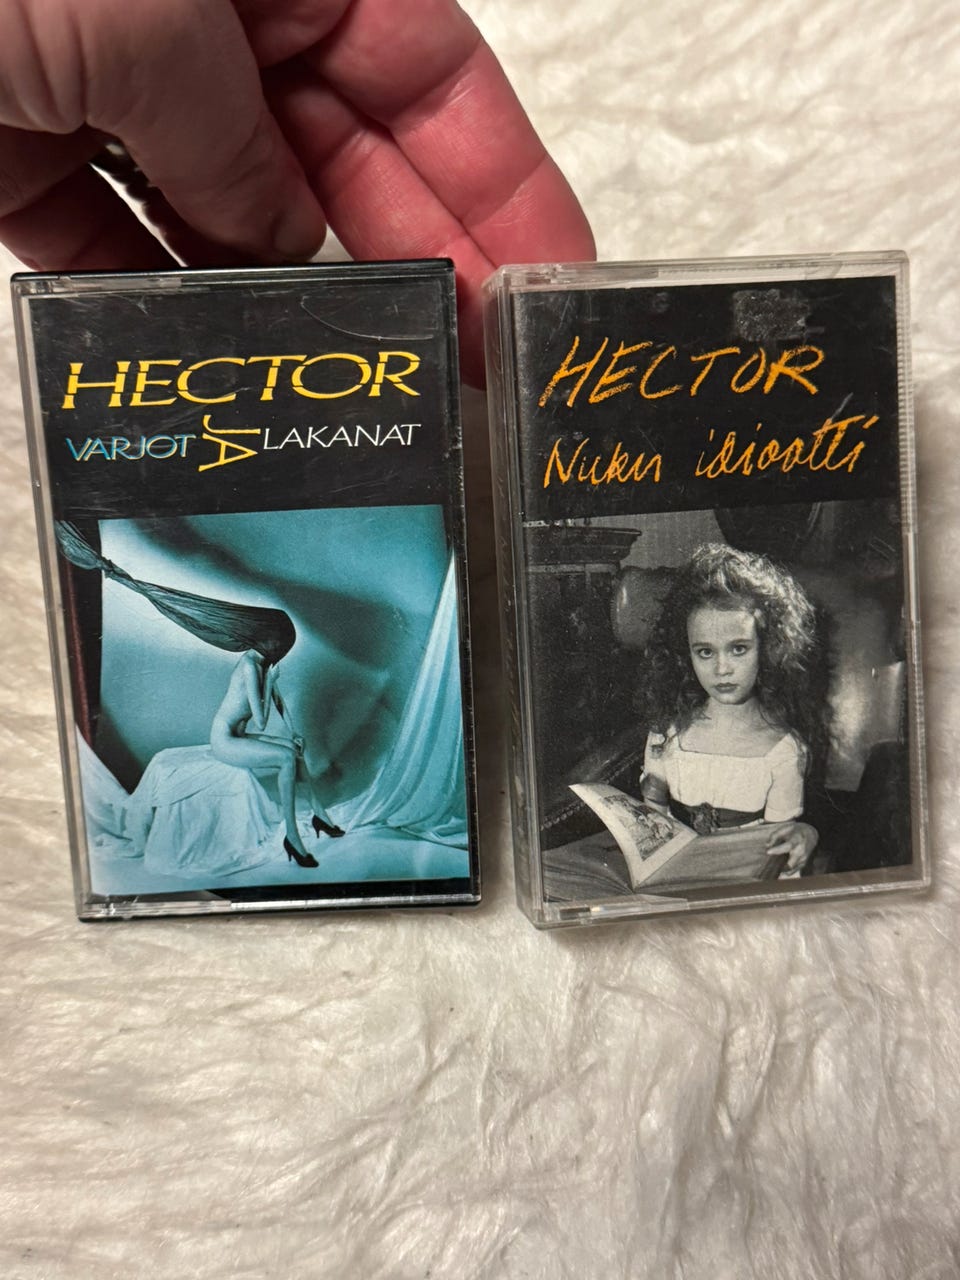 HECTOR
VARJOT JA LAKANAT
HECTOR
Nuku idiootti